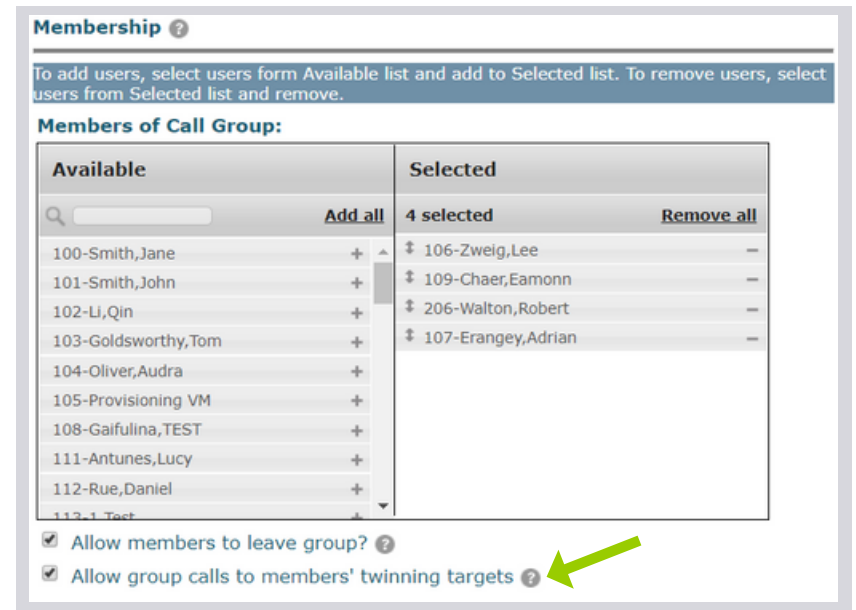 Membership ?
To add users, select users form Available list and add to Selected list. To remove users, select
users from Selected list and remove.
Members of Call Group:
Available
Selected
Add all
4 selected
Remove all
100-Smith,Jane +
101-Smith,John +
102-Li,Qin +
103-Goldsworthy,Tom +
104-Oliver,Audra +
105-Provisioning VM +
108-Gaifulina,TEST +
111-Antunes,Lucy +
112-Rue,Daniel +
113-1 Test +
106-Zweig,Lee −
109-Chaer,Eamonn −
206-Walton,Robert −
107-Erangey,Adrian −
Allow members to leave group? ?
Allow group calls to members' twinning targets ?